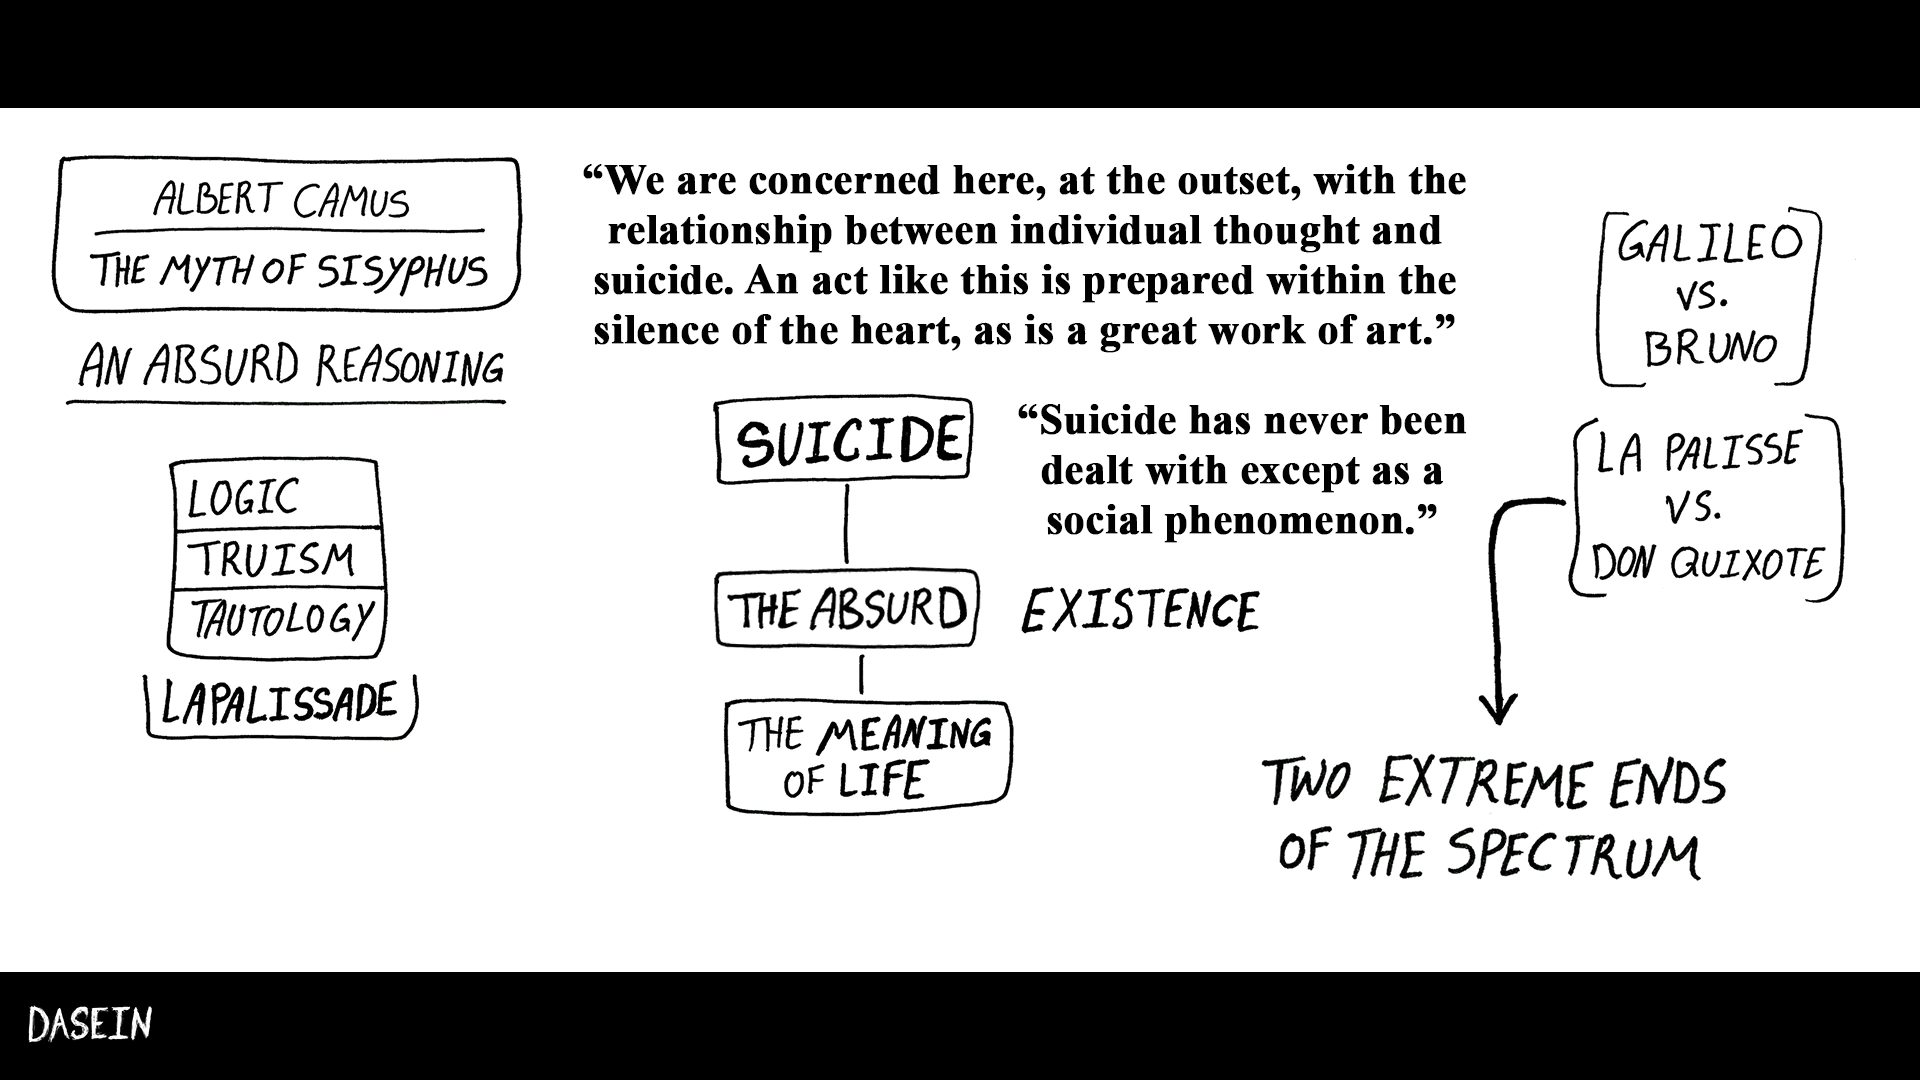 ALBERT CAMUS
THE MYTH OF SISYPHUS
AN ABSURD REASONING
LOGIC
TRUISM
TAUTOLOGY
LAPALISSADE
“We are concerned here, at the outset, with the
relationship between individual thought and
suicide. An act like this is prepared within the
silence of the heart, as is a great work of art.”
SUICIDE
“Suicide has never been
dealt with except as a
social phenomenon.”
THE ABSURD
EXISTENCE
THE MEANING
OF LIFE
GALILEO
VS.
BRUNO
LA PALISSE
VS.
DON QUIXOTE
TWO EXTREME ENDS
OF THE SPECTRUM
DASEIN